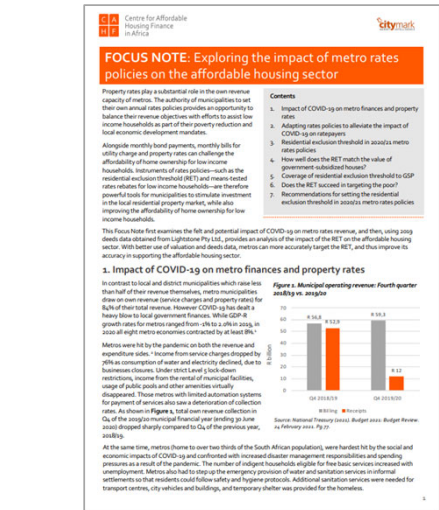 C A
H F
Centre for Affordable
Housing Finance
in Africa
citymark
FOCUS NOTE: Exploring the impact of metro rates
policies on the affordable housing sector
Property rates play a substantial role in the own revenue
capacity of metros. The authority of municipalities to set
their own annual rates policies provides an opportunity to
balance their revenue objectives with efforts to assist low
income households as part of their poverty reduction and
local economic development mandates.
Alongside monthly bond payments, monthly bills for
utility charge and property rates can challenge the
affordability of home ownership for low income
households. Instruments of rates policies—such as the
residential exclusion threshold (RET) and means-tested
rates rebates for low income households—are therefore
powerful tools for municipalities to stimulate investment
in the local residential property market, while also
improving the affordability of home ownership for low
income households.
Contents
1. Impact of COVID-19 on metro finances and property
rates
2. Adapting rates policies to alleviate the impact of
COVID-19 on ratepayers
3. Residential exclusion threshold in 2020/21 metro
rates policies
4. How well does the RET match the value of
government-subsidized houses?
5. Coverage of residential exclusion threshold to GSP
6. Does the RET succeed in targeting the poor?
7. Recommendations for setting the residential
exclusion threshold in 2020/21 metro rates policies
This Focus Note first examines the felt and potential impact of COVID-19 on metro rates revenue, and then, using 2019
deeds data obtained from Lightstone Pty Ltd., provides an analysis of the impact of the RET on the affordable housing
sector. With better use of valuation and deeds data, metros can more accurately target the RET, and thus improve its
accuracy in supporting the affordable housing sector.
1. Impact of COVID-19 on metro finances and property rates
In contrast to local and district municipalities which raise less
than half of their revenue themselves, metro municipalities
draw on own revenue (service charges and property rates) for
84% of their total revenue. However COVID-19 has dealt a
heavy blow to local government finances. While GDP-R
growth rates for metros ranged from -1% to 2.0% in 2019, in
2020 all eight metro economies contracted by at least 8%.
Metros were hit by the pandemic on both the revenue and
expenditure sides. Income from service charges dropped by
76% as consumption of water and electricity declined, due to
businesses closures. Under strict Level 5 lock-down
restrictions, income from the rental of municipal facilities,
usage of public pools and other amenities virtually
disappeared. Those metros with limited automation systems
for payment of services also saw a deterioration of collection
rates. As shown in Figure 1, total own revenue collection in
Q4 of the 2019/20 municipal financial year (ending 30 June
2020) dropped sharply compared to Q4 of the previous year,
2018/19.
Figure 1. Municipal operating revenue: Fourth quarter
2018/19 vs. 2019/20
R billion
70
60
50
40
30
20
10
0
R 56,8
R 52,9
R 59,3
R 12
Q4 2018/19
Q4 2019/20
Billing
Receipts
Source: National Treasury (2021). Budget 2021: Budget Review.
24 February 2021. Pg 77
At the same time, metros (home to over two thirds of the South African population), were hardest hit by the social and
economic impacts of COVID-19 and confronted with increased disaster management responsibilities and spending
pressures as a result of the pandemic. The number of indigent households eligible for free basic services increased with
unemployment. Metros also had to step up the emergency provision of water and sanitation services in informal
settlements so that residents could follow safety and hygiene protocols. Additional sanitation services were needed for
transport centres, city vehicles and buildings, and temporary shelter was provided for the homeless.